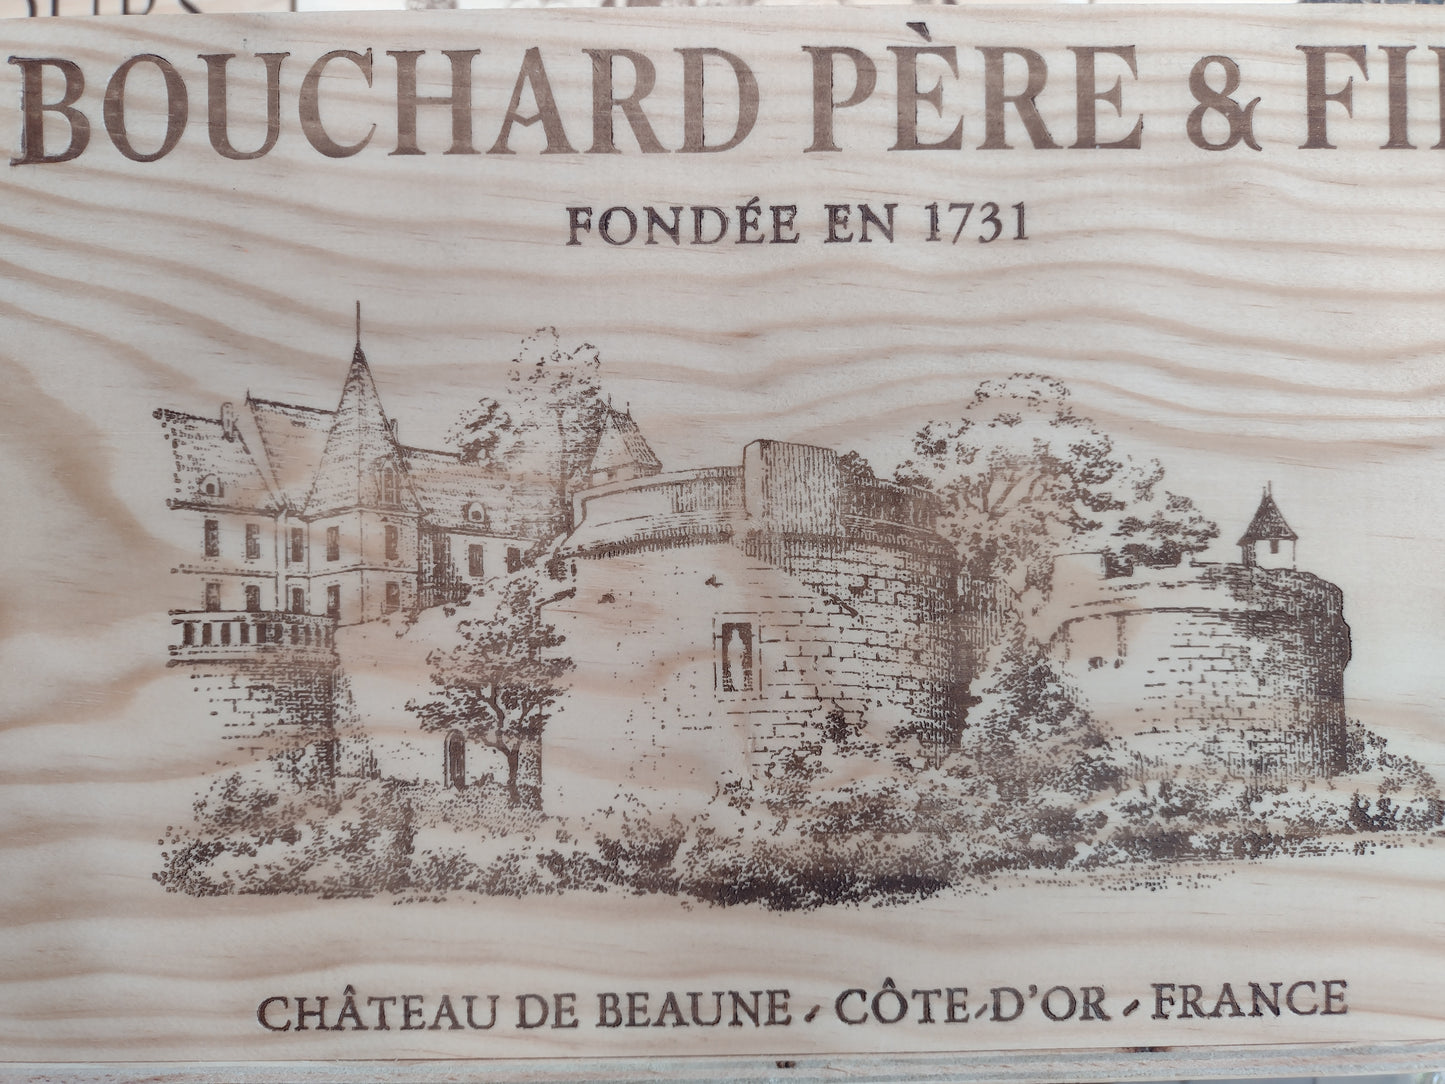 BOUCHARD PÈRE & FI
FONDÉE EN 1731
CHÂTEAU DE BEAUNE - CÔTE-D'OR - FRANCE